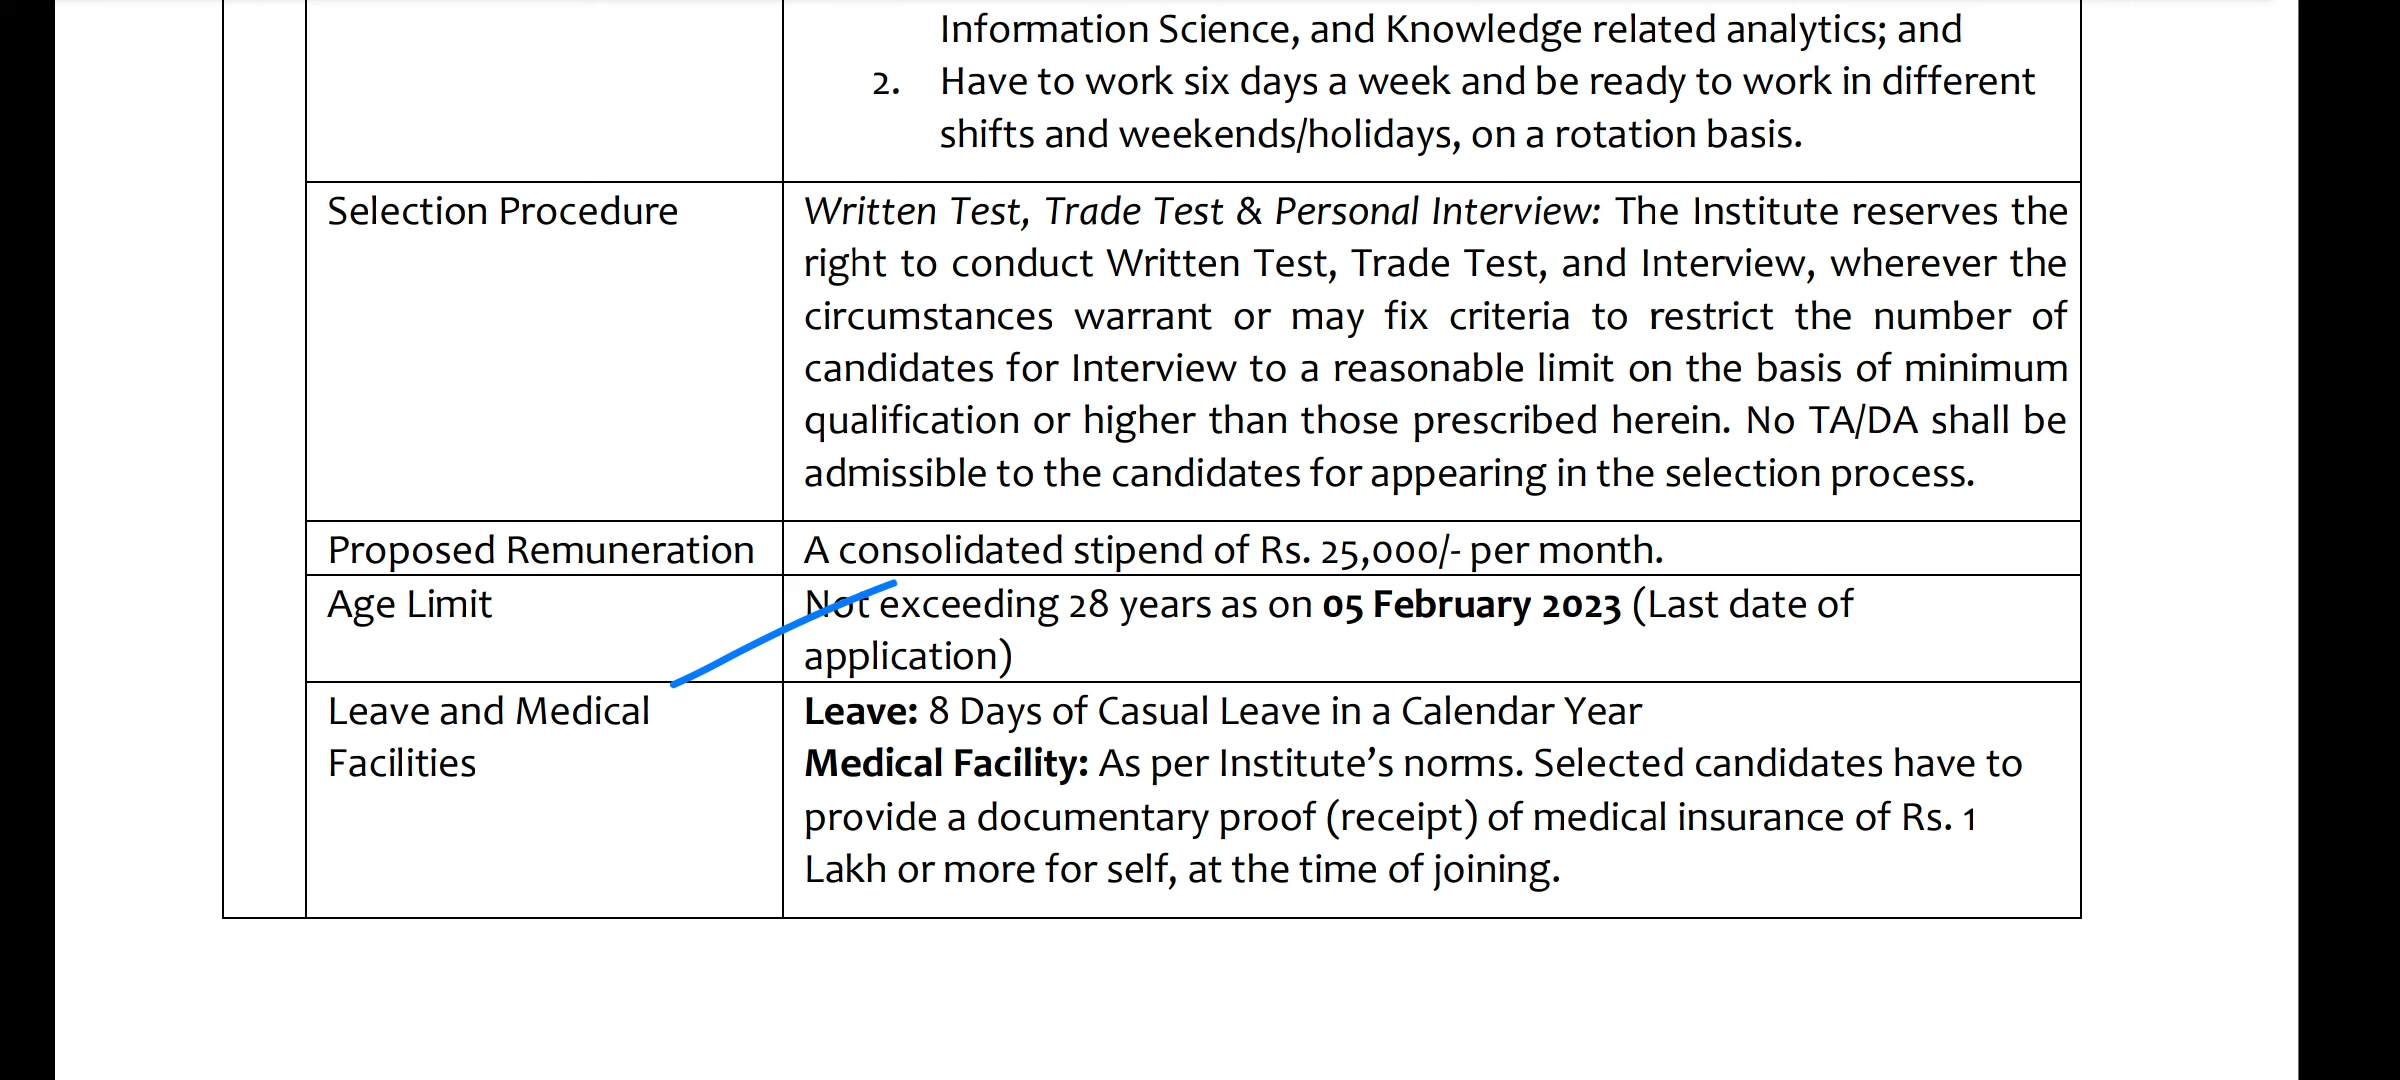 Information Science, and Knowledge related analytics; and
2. Have to work six days a week and be ready to work in different
shifts and weekends/holidays, on a rotation basis.
Selection Procedure
Written Test, Trade Test & Personal Interview: The Institute reserves the
right to conduct Written Test, Trade Test, and Interview, wherever the
circumstances warrant or may fix criteria to restrict the number of
candidates for Interview to a reasonable limit on the basis of minimum
qualification or higher than those prescribed herein. No TA/DA shall be
admissible to the candidates for appearing in the selection process.
Proposed Remuneration
A consolidated stipend of Rs. 25,000/- per month.
Age Limit
Not exceeding 28 years as on 05 February 2023 (Last date of
application)
Leave and Medical
Facilities
Leave: 8 Days of Casual Leave in a Calendar Year
Medical Facility: As per Institute’s norms. Selected candidates have to
provide a documentary proof (receipt) of medical insurance of Rs. 1
Lakh or more for self, at the time of joining.